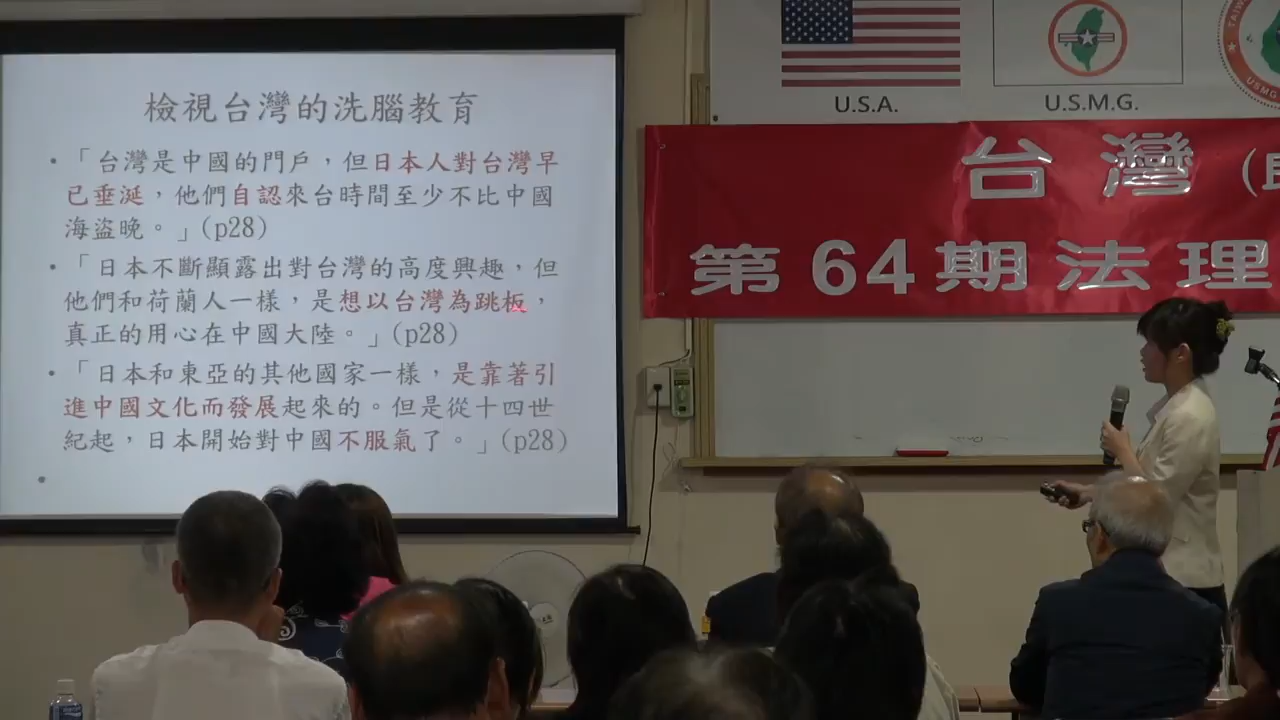 檢視台灣的洗腦教育
•「台灣是中國的門戶，但日本人對台灣早
已垂涎，他們自認來台時間至少不比中國
海盜晚。」(p28)
•「日本不斷顯露出對台灣的高度興趣，但
他們和荷蘭人一樣，是想以台灣為跳板，
真正的用心在中國大陸。」(p28)
•「日本和東亞的其他國家一樣，是靠著引
進中國文化而發展起來的。但是從十四世
紀起，日本開始對中國不服氣了。」(p28)
•
U.S.A.
U.S.M.G.
USMG
台灣(
第64期法理